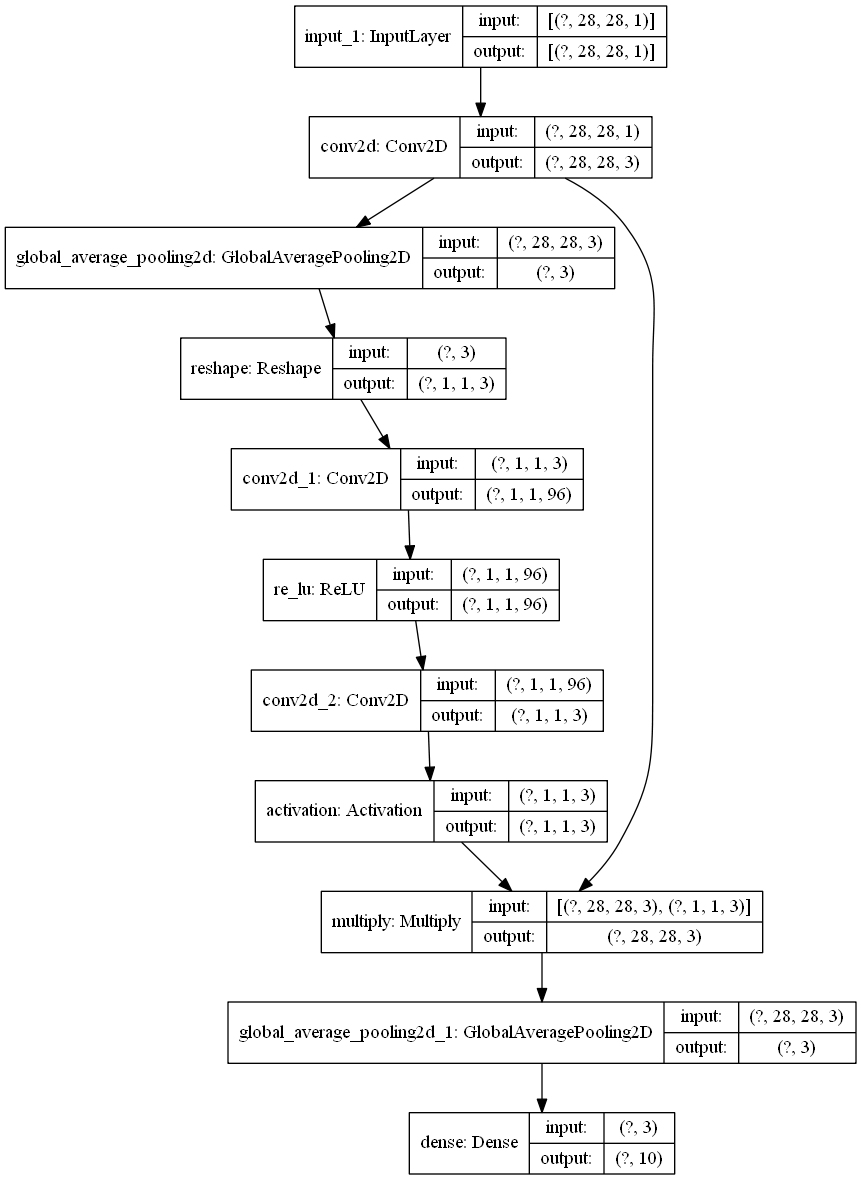 input_1: InputLayer
input: [(?, 28, 28, 1)]
output: [(?, 28, 28, 1)]
conv2d: Conv2D
input: (?, 28, 28, 1)
output: (?, 28, 28, 3)
global_average_pooling2d: GlobalAveragePooling2D
input: (?, 28, 28, 3)
output: (?, 3)
reshape: Reshape
input: (?, 3)
output: (?, 1, 1, 3)
conv2d_1: Conv2D
input: (?, 1, 1, 3)
output: (?, 1, 1, 96)
re_lu: ReLU
input: (?, 1, 1, 96)
output: (?, 1, 1, 96)
conv2d_2: Conv2D
input: (?, 1, 1, 96)
output: (?, 1, 1, 3)
activation: Activation
input: (?, 1, 1, 3)
output: (?, 1, 1, 3)
multiply: Multiply
input: [(?, 28, 28, 3), (?, 1, 1, 3)]
output: (?, 28, 28, 3)
global_average_pooling2d_1: GlobalAveragePooling2D
input: (?, 28, 28, 3)
output: (?, 3)
dense: Dense
input: (?, 3)
output: (?, 10)